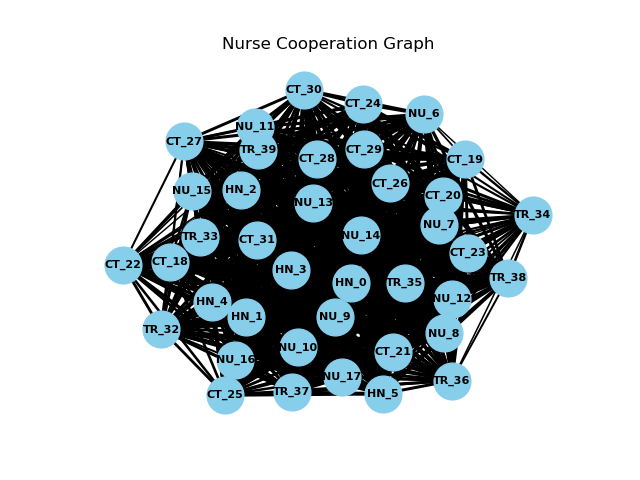 Nurse Cooperation Graph
CT_30
CT_24
NU_6
NU_11
CT_27
TR_39
CT_29
CT_28
CT_19
CT_26
HN_2
NU_15
CT_20
NU_13
TR_34
NU_7
NU_14
TR_33
CT_31
CT_23
CT_18
CT_22
HN_3
TR_38
HN_0
TR_35
NU_12
HN_4
HN_1
NU_9
TR_32
NU_8
NU_10
CT_21
NU_16
NU_17
TR_36
TR_37
HN_5
CT_25